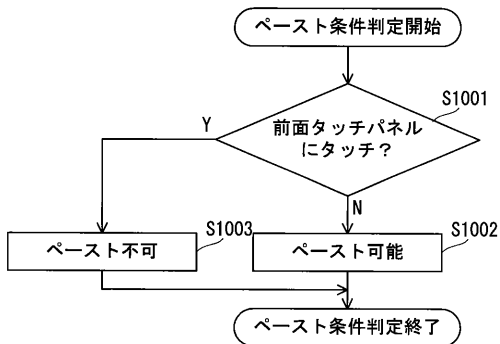 ペースト条件判定開始
S1001
前面タッチパネル
にタッチ？
Y
N
S1003
S1002
ペースト不可
ペースト可能
ペースト条件判定終了